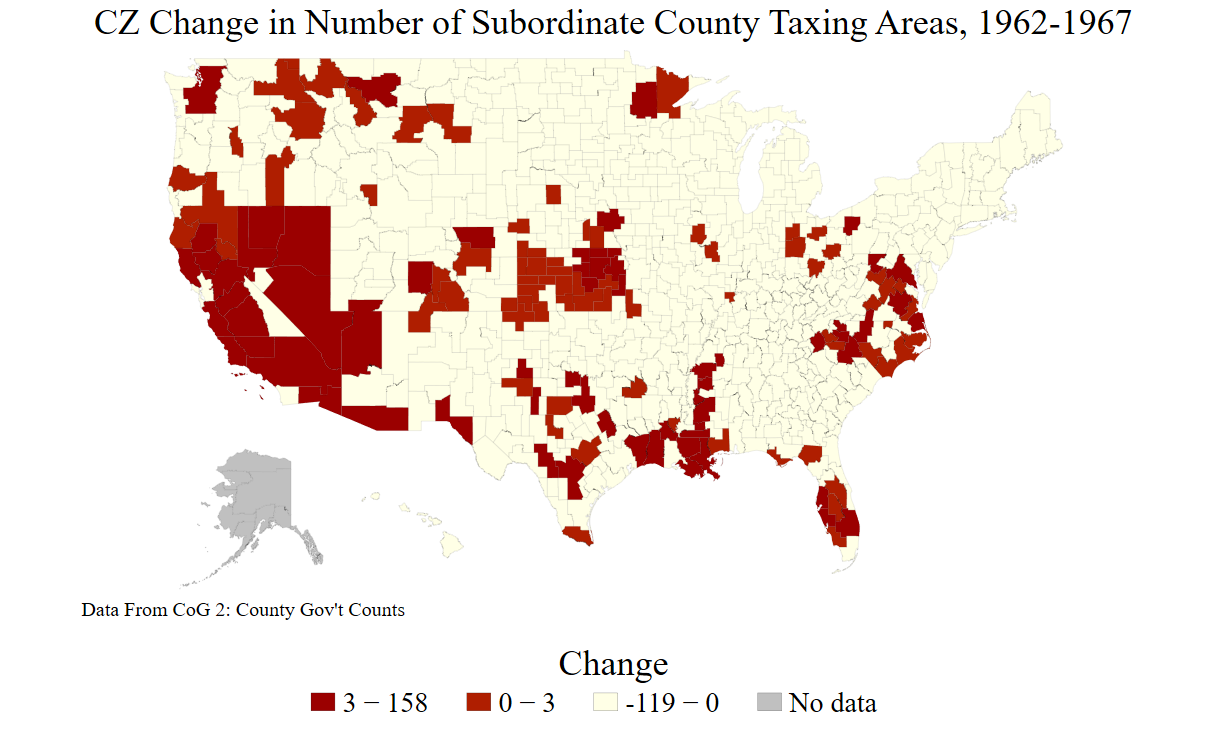 CZ Change in Number of Subordinate County Taxing Areas, 1962-1967
Data From CoG 2: County Gov't Counts
Change
3 − 158 0 − 3 -119 − 0 No data